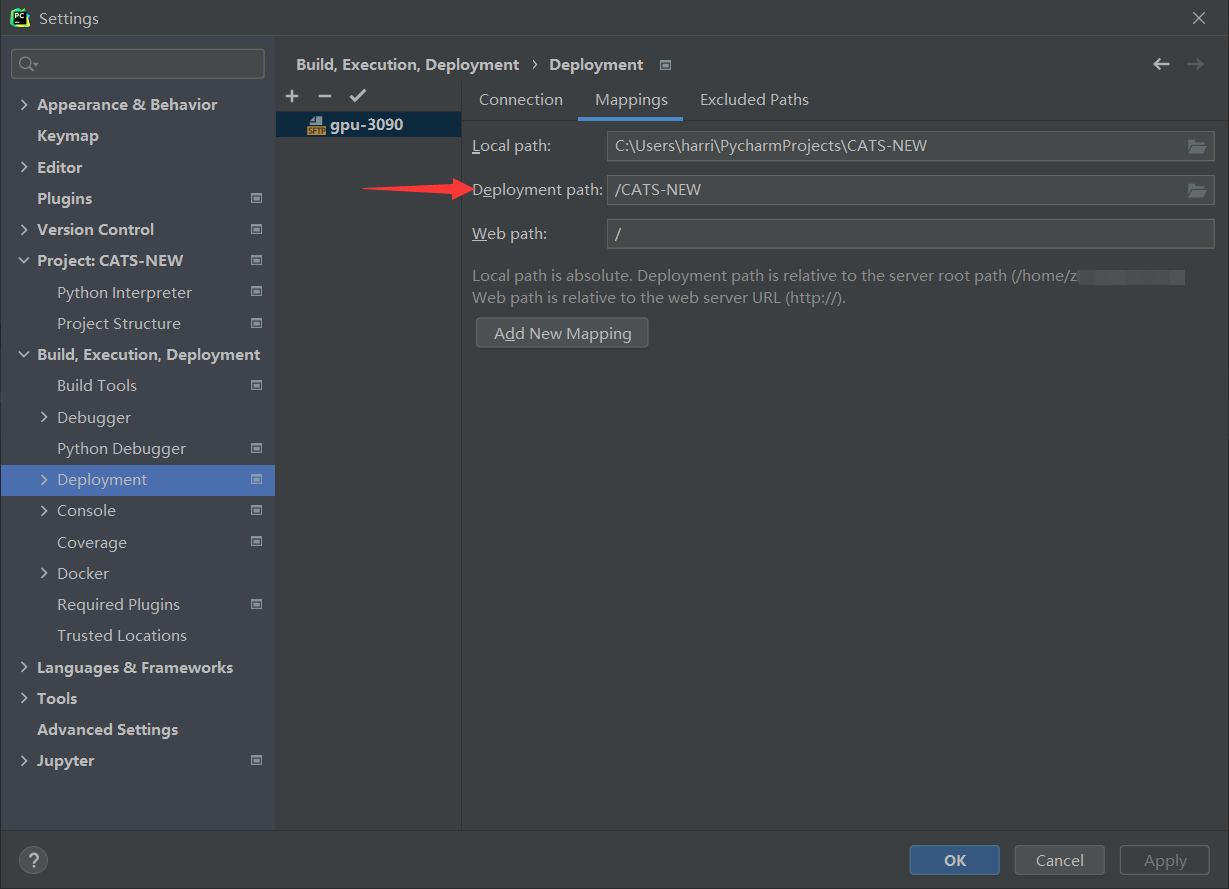 PC
Settings
Appearance & Behavior
Keymap
Editor
Plugins
Version Control
Project: CATS-NEW
Python Interpreter
Project Structure
Build, Execution, Deployment
Build Tools
Debugger
Python Debugger
Deployment
Console
Coverage
Docker
Required Plugins
Trusted Locations
Languages & Frameworks
Tools
Advanced Settings
Jupyter
Build, Execution, Deployment › Deployment
SFTP gpu-3090
Connection Mappings Excluded Paths
Local path: C:\Users\harri\PycharmProjects\CATS-NEW
Deployment path: /CATS-NEW
Web path: /
Local path is absolute. Deployment path is relative to the server root path (/home/z
Web path is relative to the web server URL (http://).
Add New Mapping
? OK Cancel Apply